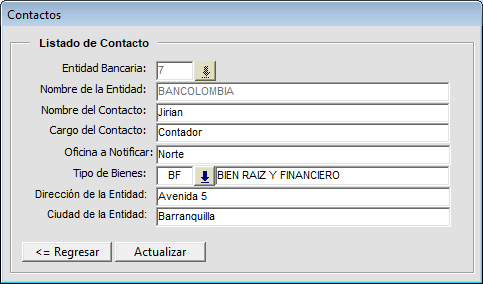 Contactos
Listado de Contacto
Entidad Bancaria: 7
Nombre de la Entidad: BANCOLOMBIA
Nombre del Contacto: Jirian
Cargo del Contacto: Contador
Oficina a Notificar: Norte
Tipo de Bienes: BF BIEN RAIZ Y FINANCIERO
Dirección de la Entidad: Avenida 5
Ciudad de la Entidad: Barranquilla
<= Regresar Actualizar